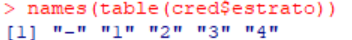 > names(table(cred$estrato))
[1] "-" "1" "2" "3" "4"